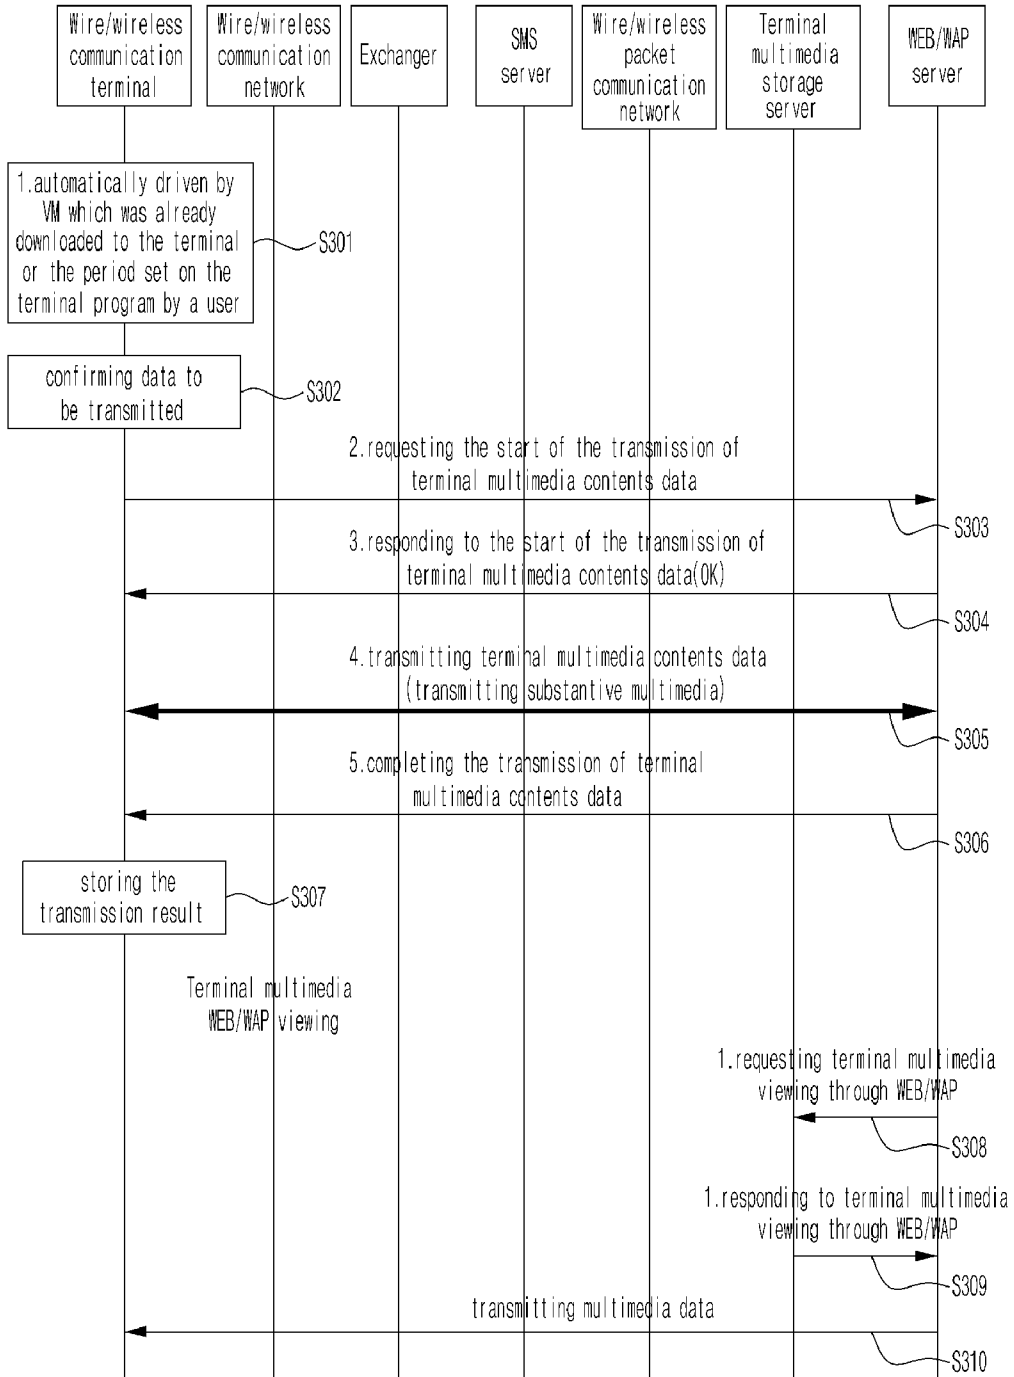 Wire/wireless
communication
terminal
Wire/wireless
communication
network
Exchanger
SMS
server
Wire/wireless
packet
communication
network
Terminal
multimedia
storage
server
WEB/WAP
server
1.automatically driven by
VM which was already
downloaded to the terminal
or the period set on the
terminal program by a user
S301
confirming data to
be transmitted
S302
2.requesting the start of the transmission of
terminal multimedia contents data
S303
3.responding to the start of the transmission of
terminal multimedia contents data(OK)
S304
4.transmitting terminal multimedia contents data
(transmitting substantive multimedia)
S305
5.completing the transmission of terminal
multimedia contents data
S306
storing the
transmission result
S307
Terminal multimedia
WEB/WAP viewing
1.requesting terminal multimedia
viewing through WEB/WAP
S308
1.responding to terminal multimedia
viewing through WEB/WAP
S309
transmitting multimedia data
S310